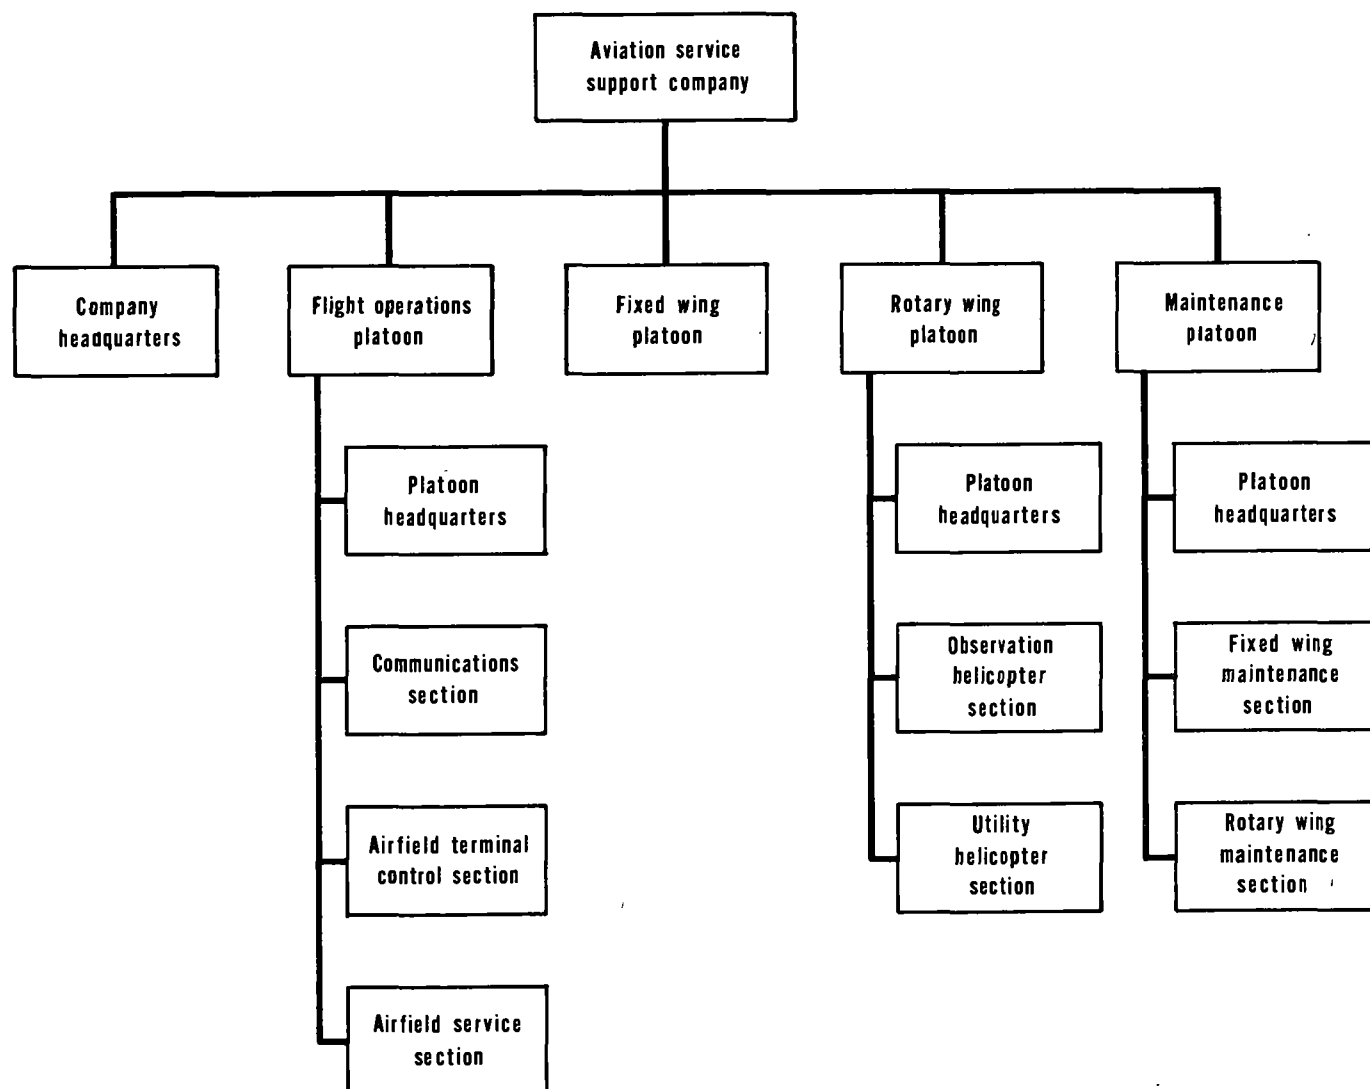 Aviation service
support company
Company
headquarters
Flight operations
platoon
Fixed wing
platoon
Rotary wing
platoon
Maintenance
platoon
Platoon
headquarters
Communications
section
Airfield terminal
control section
Airfield service
section
Platoon
headquarters
Observation
helicopter
section
Utility
helicopter
section
Platoon
headquarters
Fixed wing
maintenance
section
Rotary wing
maintenance
section